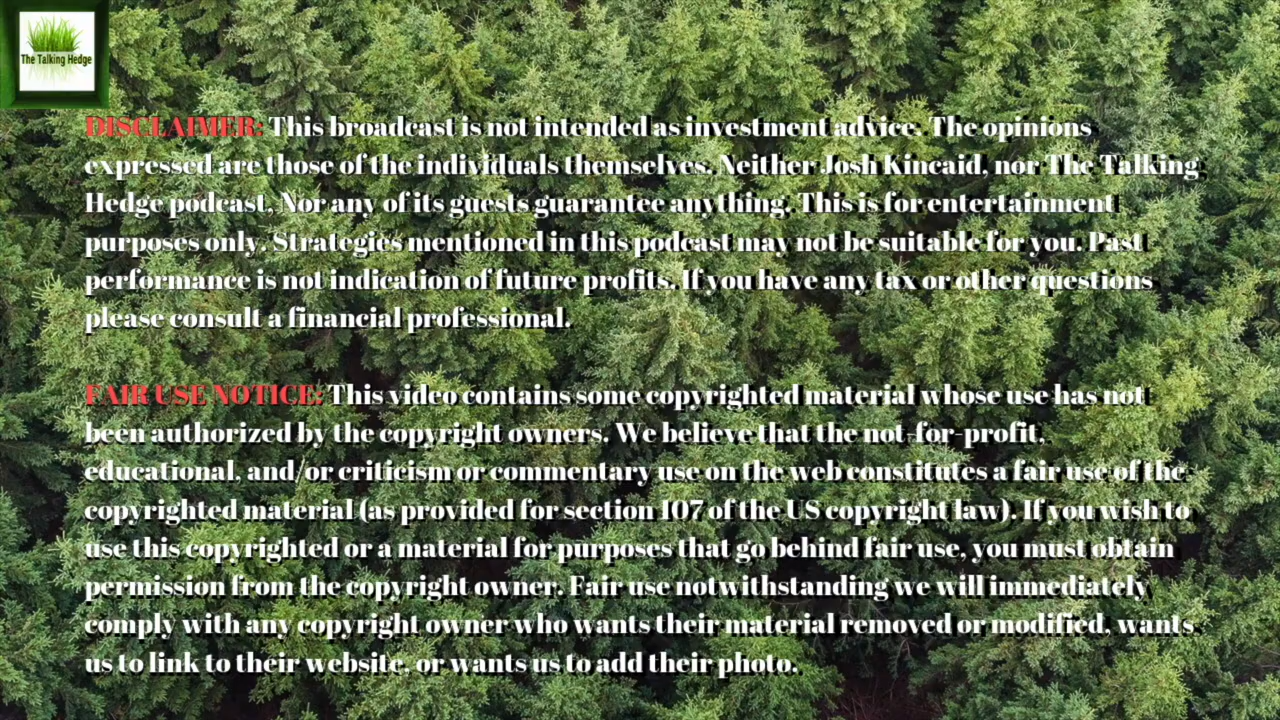 The Talking Hedge
DISCLAIMER: This broadcast is not intended as investment advice. The opinions
expressed are those of the individuals themselves. Neither Josh Kincaid, nor The Talking
Hedge podcast, Nor any of its guests guarantee anything. This is for entertainment
purposes only. Strategies mentioned in this podcast may not be suitable for you. Past
performance is not indication of future profits. If you have any tax or other questions
please consult a financial professional.
FAIR USE NOTICE: This video contains some copyrighted material whose use has not
been authorized by the copyright owners. We believe that the not-for-profit,
educational, and/or criticism or commentary use on the web constitutes a fair use of the
copyrighted material (as provided for section 107 of the US copyright law). If you wish to
use this copyrighted or a material for purposes that go behind fair use, you must obtain
permission from the copyright owner. Fair use notwithstanding we will immediately
comply with any copyright owner who wants their material removed or modified, wants
us to link to their website, or wants us to add their photo.